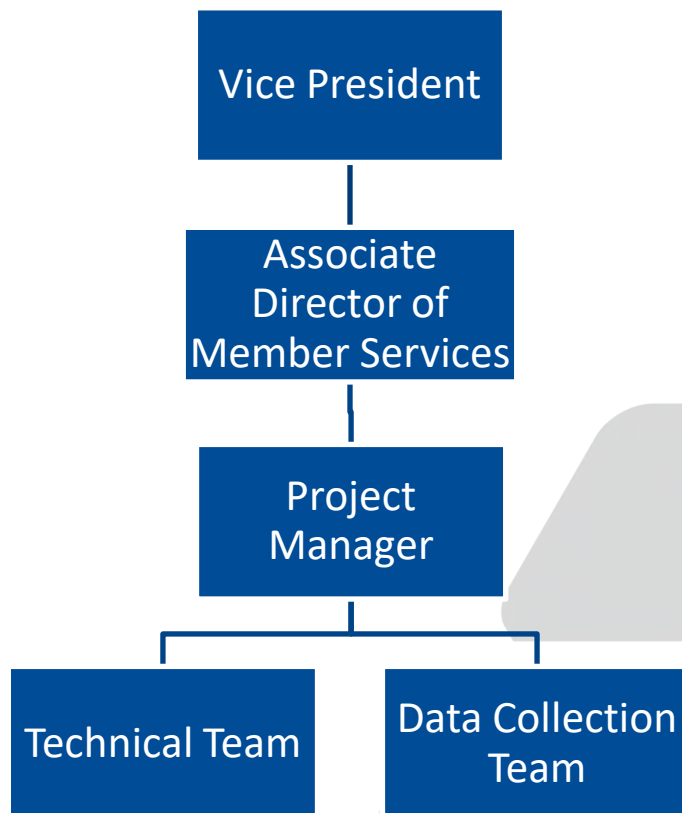 Vice President
Associate
Director of
Member Services
Project
Manager
Technical Team
Data Collection
Team